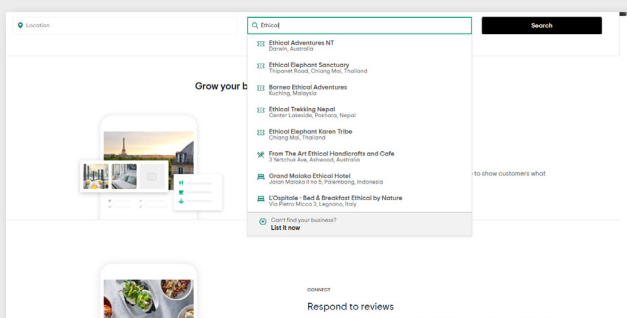 Location
Ethical
Search
Ethical Adventures NT
Darwin, Australia
Ethical Elephant Sanctuary
Thipanet Road, Chiang Mai, Thailand
Borneo Ethical Adventures
Kuching, Malaysia
Ethical Trekking Nepal
Center Lakeside, Pokhara, Nepal
Ethical Elephant Karen Tribe
Chiang Mai, Thailand
From The Art Ethical Handicrafts and Cafe
3 Yertchuk Ave, Ashwood, Australia
Grand Malaka Ethical Hotel
Jalan Malaka II no 5, Palembang, Indonesia
L'Ospitale - Bed & Breakfast Ethical by Nature
Via Pietro Micca 3, Legnano, Italy
Can't find your business?
List it now
Grow your b
to show customers what
CONNECT
Respond to reviews